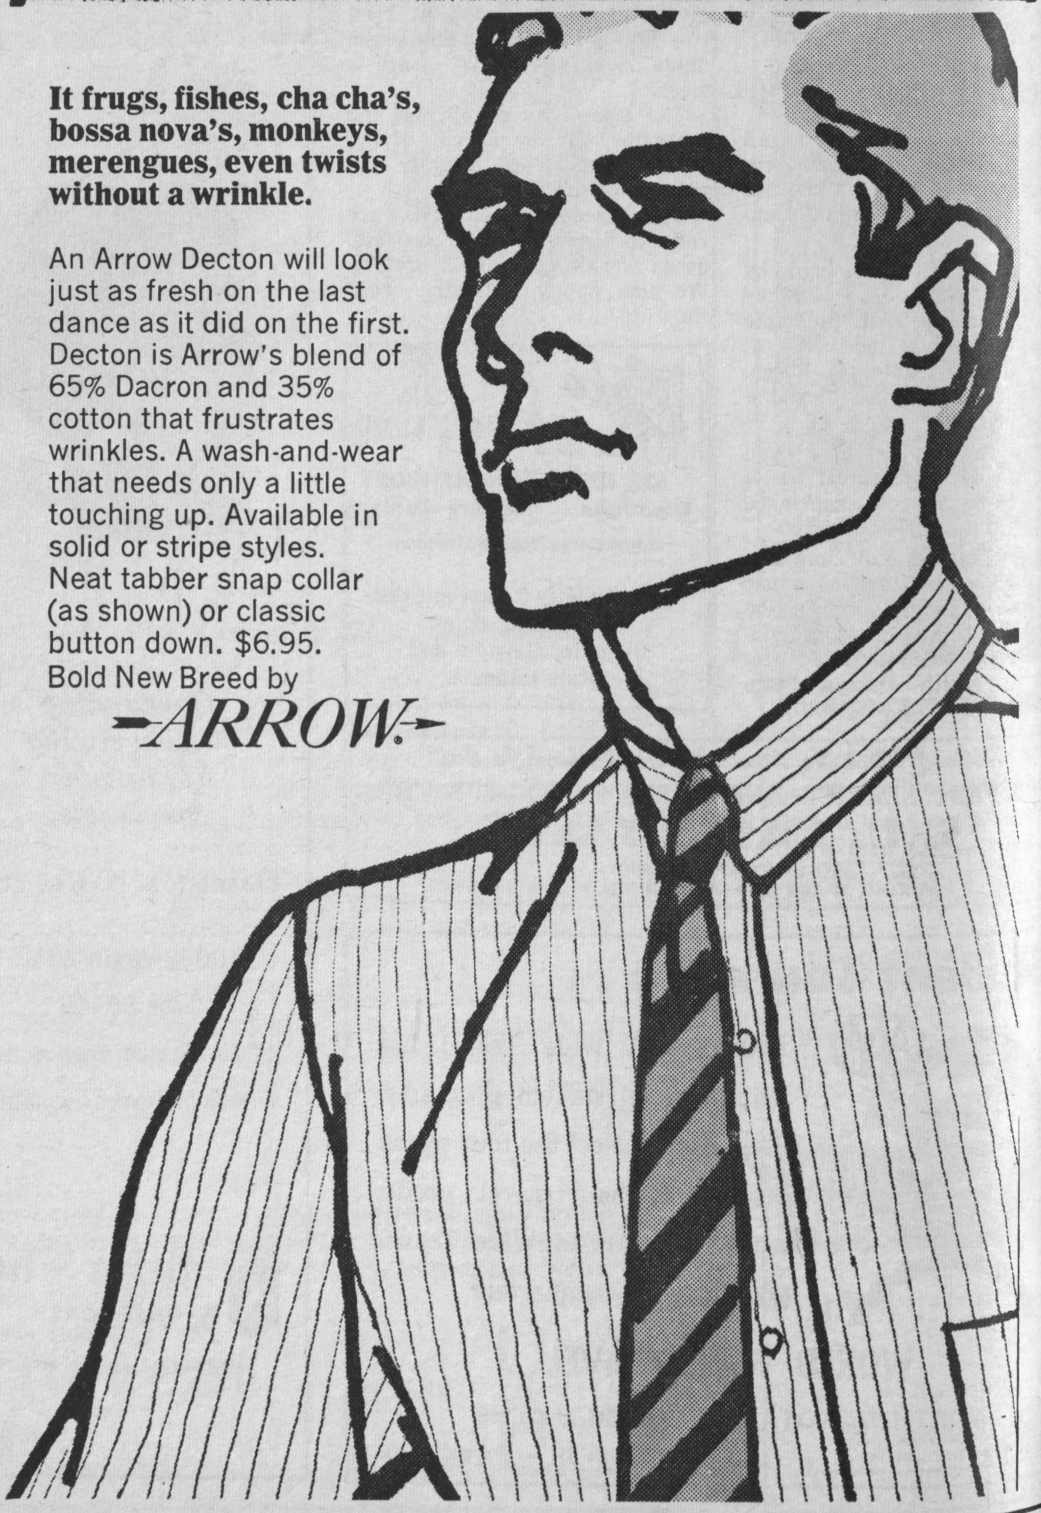 It frugs, fishes, cha cha's,
bossa nova's, monkeys,
merengues, even twists
without a wrinkle.
An Arrow Decton will look
just as fresh on the last
dance as it did on the first.
Decton is Arrow's blend of
65% Dacron and 35%
cotton that frustrates
wrinkles. A wash-and-wear
that needs only a little
touching up. Available in
solid or stripe styles.
Neat tabber snap collar
(as shown) or classic
button down. $6.95.
Bold New Breed by
ARROW®